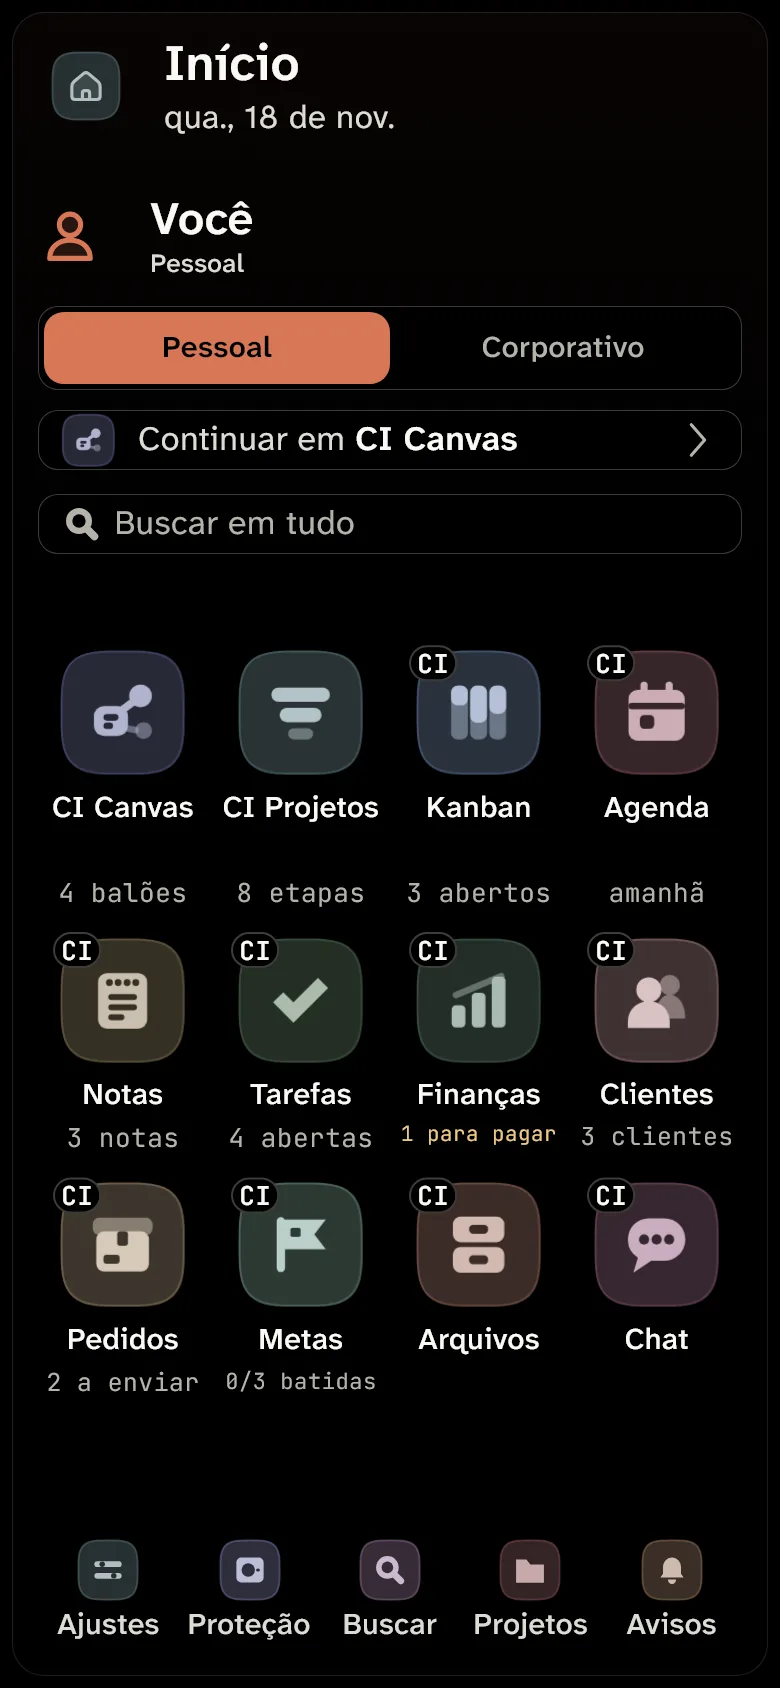 Início
qua., 18 de nov.
Você
Pessoal
Pessoal Corporativo
Continuar em CI Canvas
Buscar em tudo
CI CI
CI Canvas CI Projetos Kanban Agenda
4 balões 8 etapas 3 abertos amanhã
CI CI CI CI
Notas Tarefas Finanças Clientes
3 notas 4 abertas 1 para pagar 3 clientes
CI CI CI CI
Pedidos Metas Arquivos Chat
2 a enviar 0/3 batidas
Ajustes Proteção Buscar Projetos Avisos